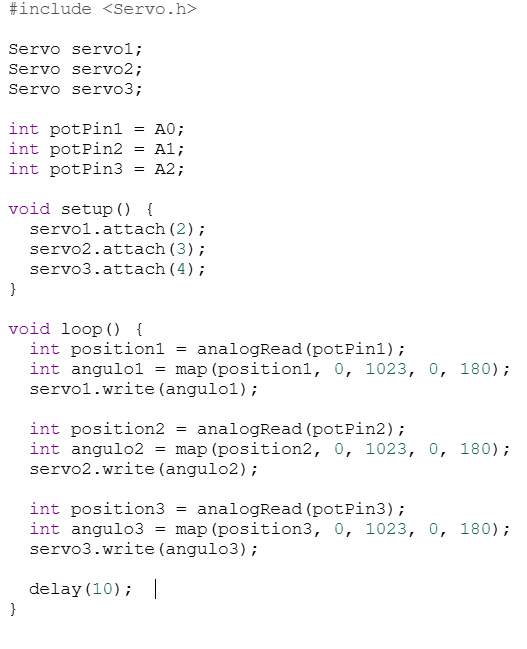 #include <Servo.h>

Servo servo1;
Servo servo2;
Servo servo3;

int potPin1 = A0;
int potPin2 = A1;
int potPin3 = A2;

void setup() {
  servo1.attach(2);
  servo2.attach(3);
  servo3.attach(4);
}

void loop() {
  int position1 = analogRead(potPin1);
  int angulo1 = map(position1, 0, 1023, 0, 180);
  servo1.write(angulo1);

  int position2 = analogRead(potPin2);
  int angulo2 = map(position2, 0, 1023, 0, 180);
  servo2.write(angulo2);

  int position3 = analogRead(potPin3);
  int angulo3 = map(position3, 0, 1023, 0, 180);
  servo3.write(angulo3);

  delay(10);
}